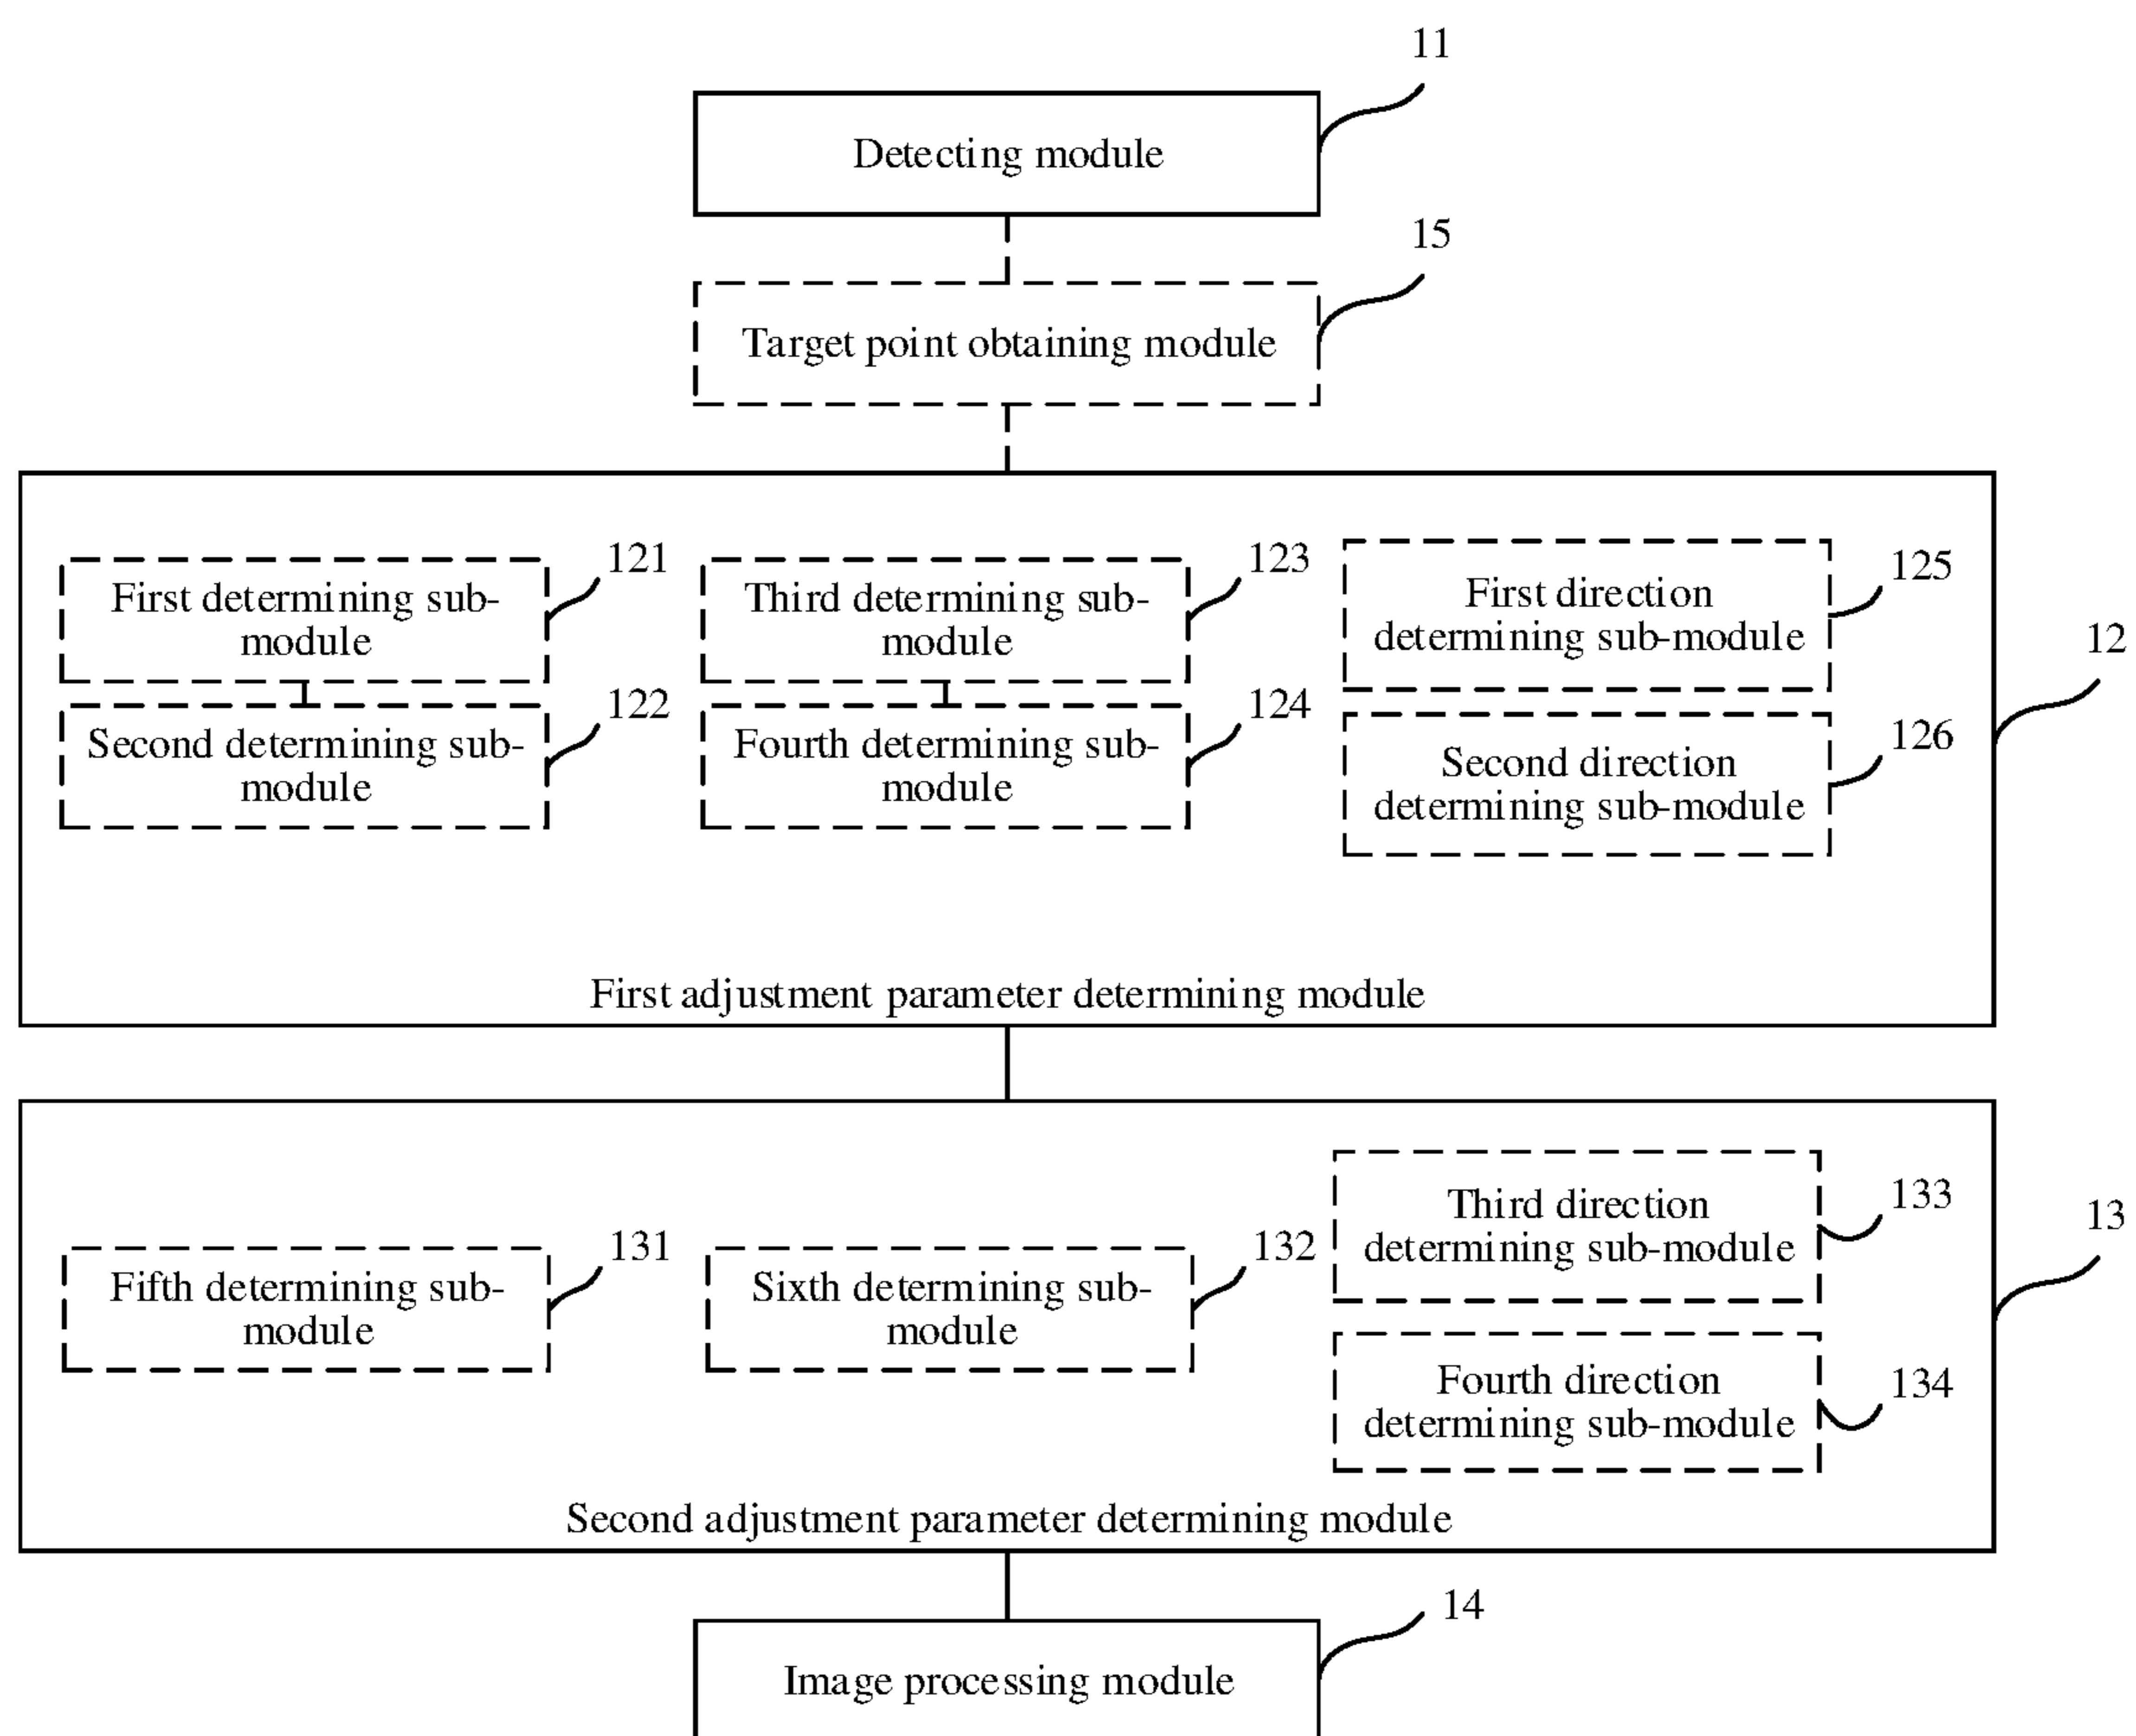 11
Detecting module
15
Target point obtaining module
121
First determining sub-
module
123
Third determining sub-
module
125
First direction
determining sub-module
12
122
Second determining sub-
module
124
Fourth determining sub-
module
126
Second direction
determining sub-module
First adjustment parameter determining module
133
Third direction
determining sub-module
13
131
Fifth determining sub-
module
132
Sixth determining sub-
module
134
Fourth direction
determining sub-module
Second adjustment parameter determining module
14
Image processing module